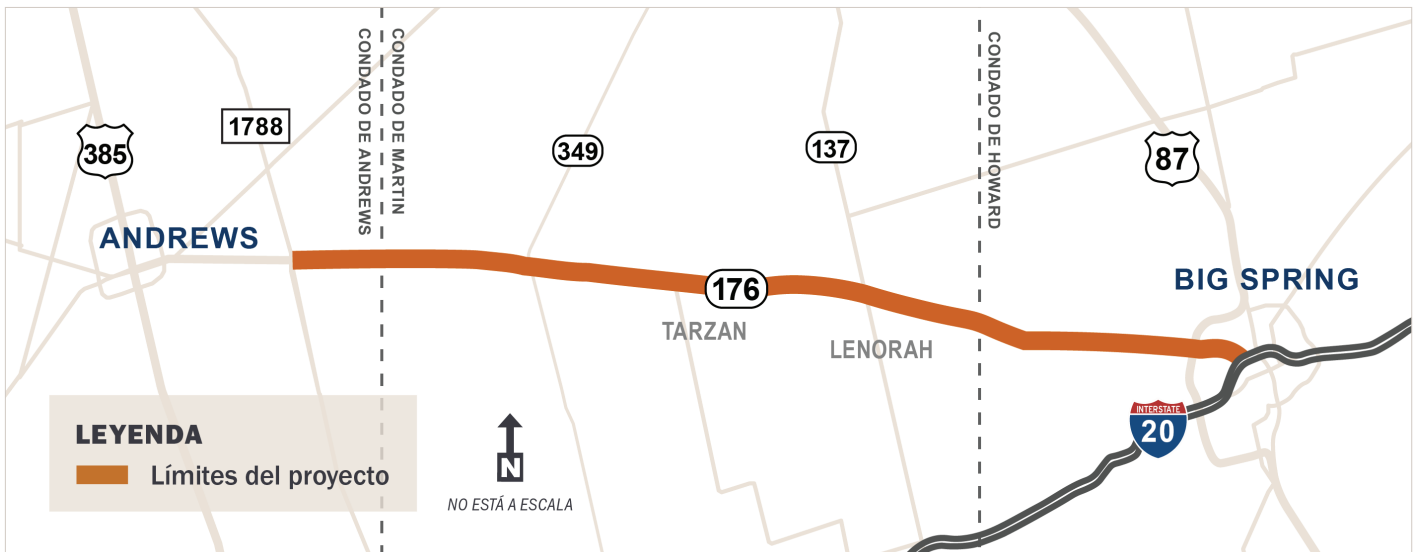 CONDADO DE ANDREWS
CONDADO DE MARTIN
CONDADO DE HOWARD
1788
385
349
137
87
ANDREWS
176
BIG SPRING
TARZAN
LENORAH
INTERSTATE
20
LEYENDA
Límites del proyecto
N
NO ESTÁ A ESCALA